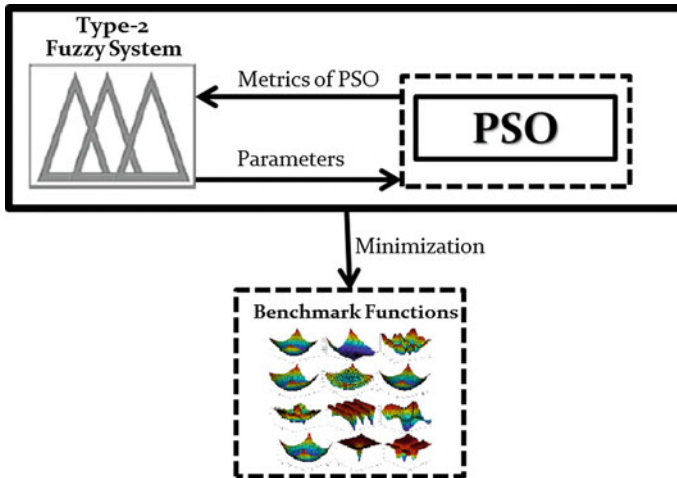 Type-2
Fuzzy System
Metrics of PSO
PSO
Parameters
Minimization
Benchmark Functions